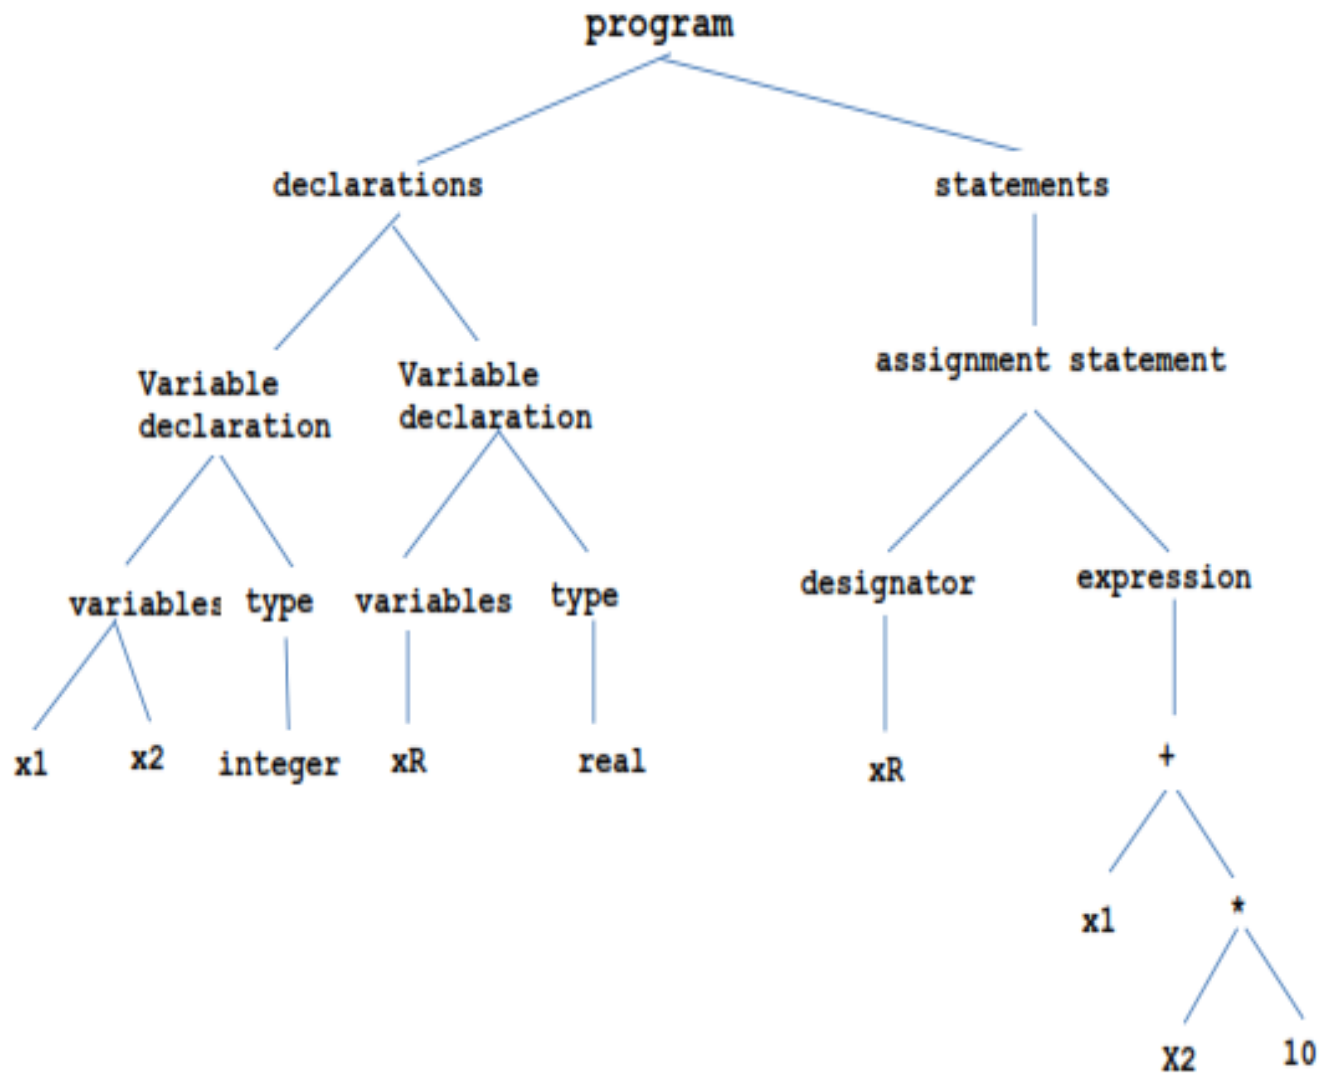 program
declarations
statements
Variable
declaration
Variable
declaration
assignment statement
variables
type
variables
type
designator
expression
x1
x2
integer
xR
real
xR
+
x1
*
X2
10